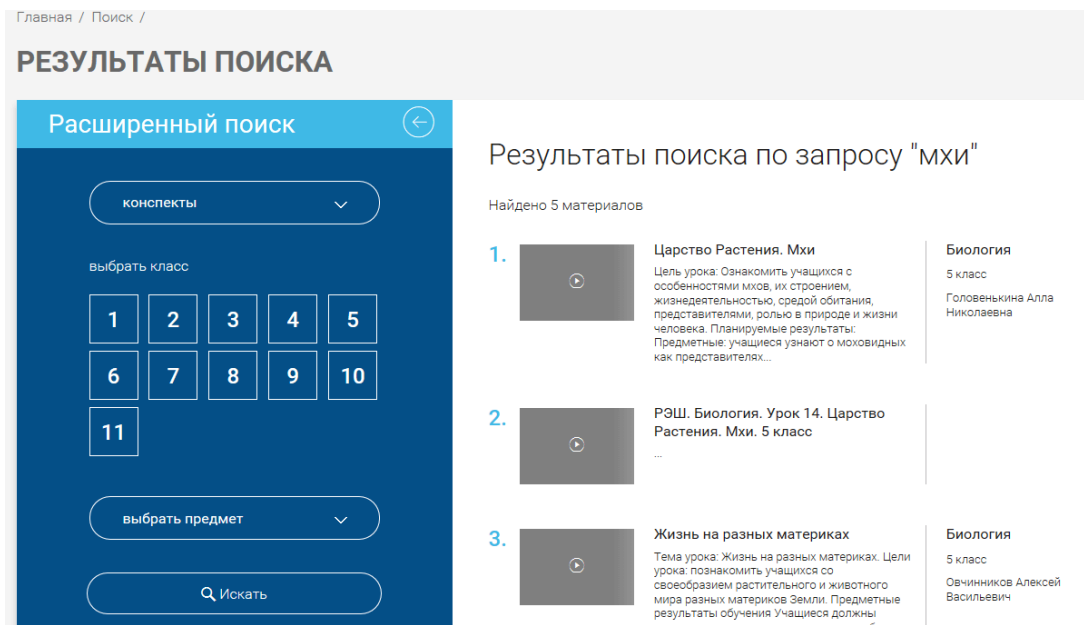 Главная / Поиск /
РЕЗУЛЬТАТЫ ПОИСКА
Расширенный поиск
конспекты
выбрать класс
1 2 3 4 5
6 7 8 9 10
11
выбрать предмет
Искать
Результаты поиска по запросу "мхи"
Найдено 5 материалов
1.
Царство Растения. Мхи
Цель урока: Ознакомить учащихся с
особенностями мхов, их строением,
жизнедеятельностью, средой обитания,
представителями, ролью в природе и жизни
человека. Планируемые результаты:
Предметные: учащиеся узнают о моховидных
как представителях...
Биология
5 класс
Головенькина Алла
Николаевна
2.
РЭШ. Биология. Урок 14. Царство
Растения. Мхи. 5 класс
...
3.
Жизнь на разных материках
Тема урока: Жизнь на разных материках. Цели
урока: познакомить учащихся со
своеобразием растительного и животного
мира разных материков Земли. Предметные
результаты обучения Учащиеся должны
Биология
5 класс
Овчинников Алексей
Васильевич